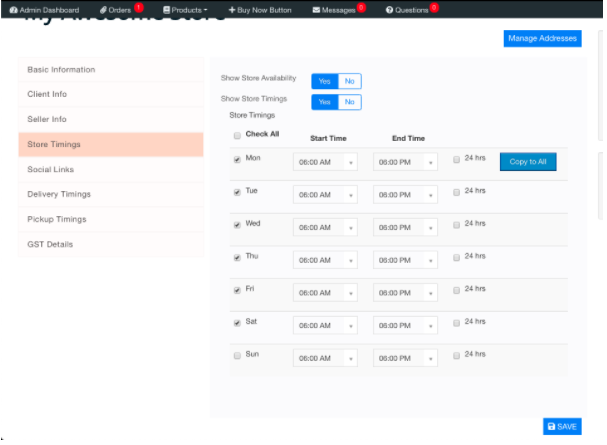 Admin Dashboard Orders 1 Products Buy Now Button Messages 0 Questions 0
My Awesome Store
Manage Addresses
Basic Information
Client Info
Seller Info
Store Timings
Social Links
Delivery Timings
Pickup Timings
GST Details
Show Store Availability Yes No
Show Store Timings Yes No
Store Timings
Check All Start Time End Time
Mon 06:00 AM 06:00 PM 24 hrs Copy to All
Tue 06:00 AM 06:00 PM 24 hrs
Wed 06:00 AM 06:00 PM 24 hrs
Thu 06:00 AM 06:00 PM 24 hrs
Fri 06:00 AM 06:00 PM 24 hrs
Sat 06:00 AM 06:00 PM 24 hrs
Sun 06:00 AM 06:00 PM 24 hrs
SAVE